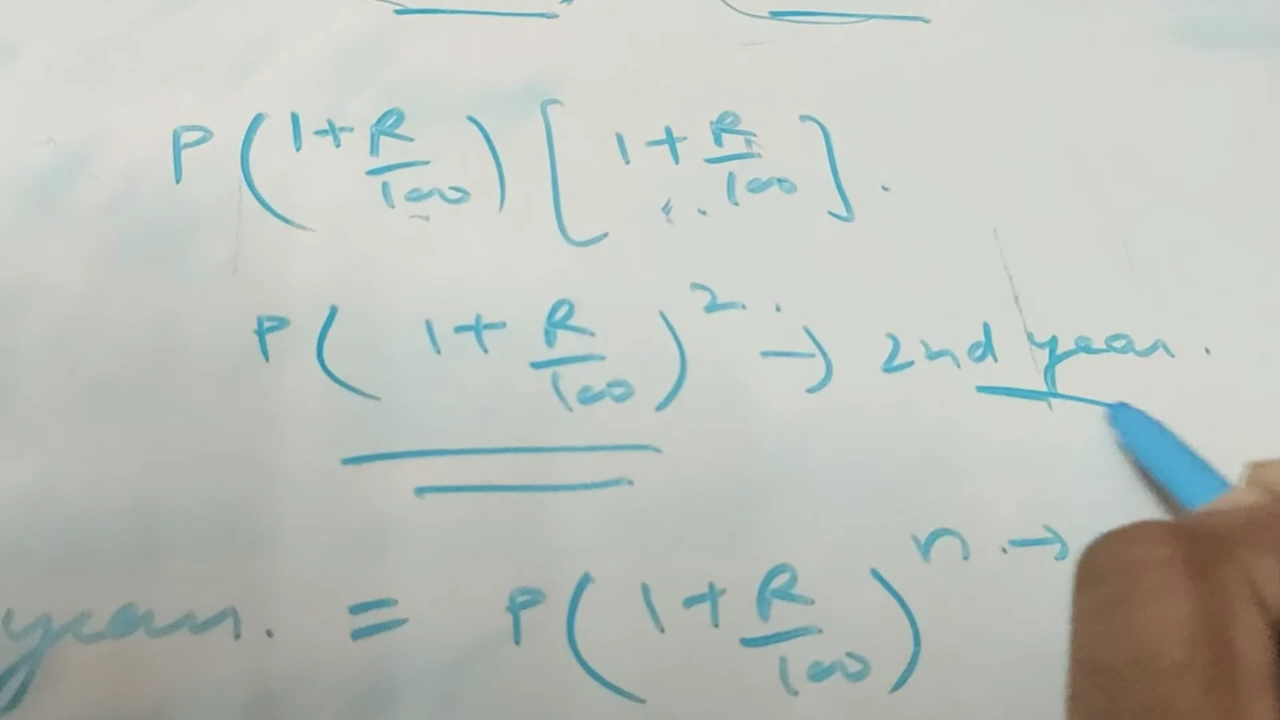 P(1+R/100)[1+R/100].
P(1+R/100)². → 2nd year.
year. = P(1+R/100)ⁿ. →